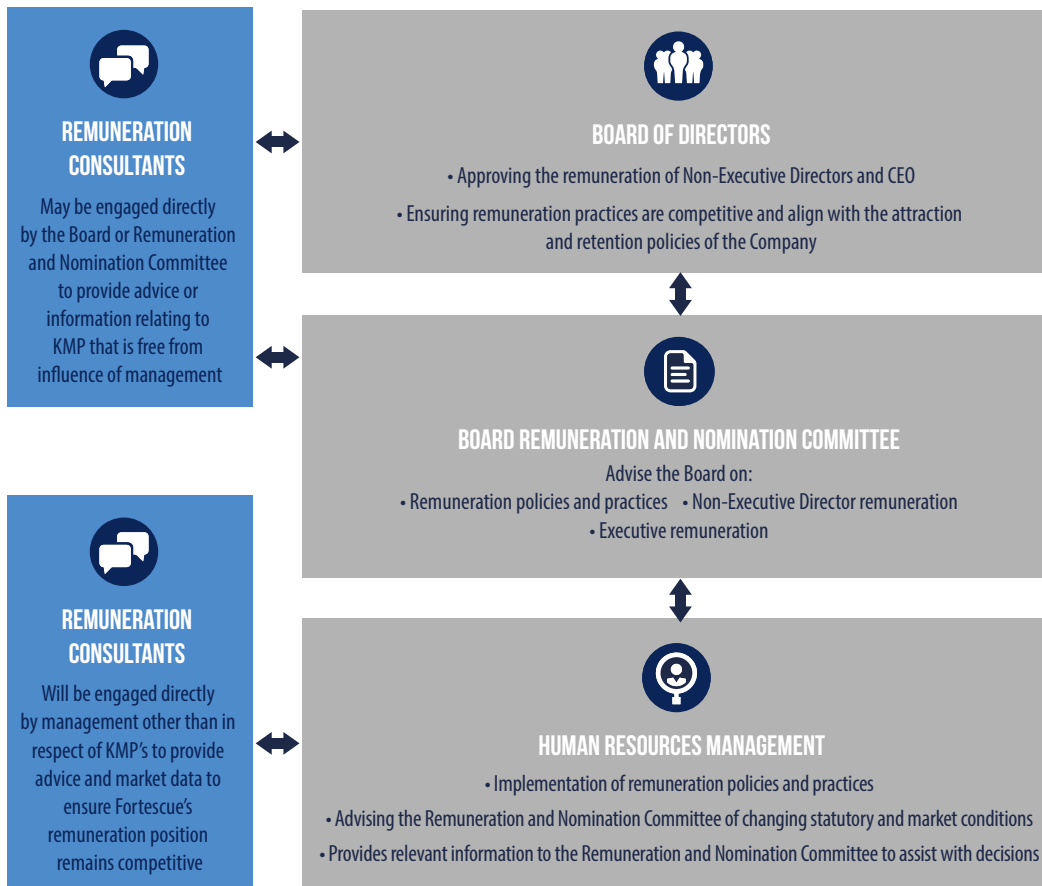 REMUNERATION
CONSULTANTS
May be engaged directly
by the Board or Remuneration
and Nomination Committee
to provide advice or
information relating to
KMP that is free from
influence of management
BOARD OF DIRECTORS
• Approving the remuneration of Non-Executive Directors and CEO
• Ensuring remuneration practices are competitive and align with the attraction
and retention policies of the Company
BOARD REMUNERATION AND NOMINATION COMMITTEE
Advise the Board on:
• Remuneration policies and practices • Non-Executive Director remuneration
• Executive remuneration
REMUNERATION
CONSULTANTS
Will be engaged directly
by management other than in
respect of KMP's to provide
advice and market data to
ensure Fortescue's
remuneration position
remains competitive
HUMAN RESOURCES MANAGEMENT
• Implementation of remuneration policies and practices
• Advising the Remuneration and Nomination Committee of changing statutory and market conditions
• Provides relevant information to the Remuneration and Nomination Committee to assist with decisions